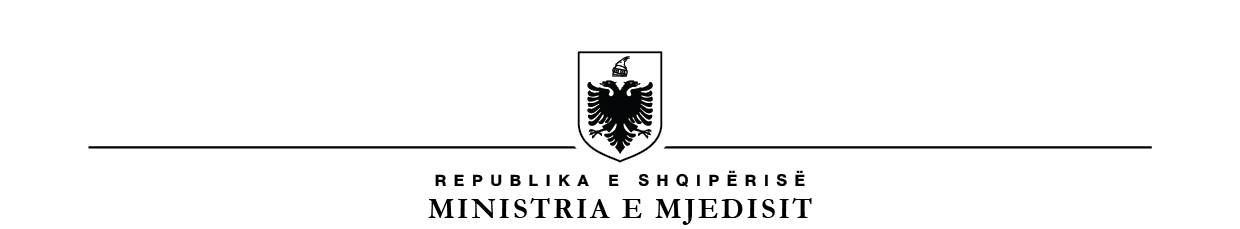 REPUBLIKA E SHQIPËRISË
MINISTRIA E MJEDISIT